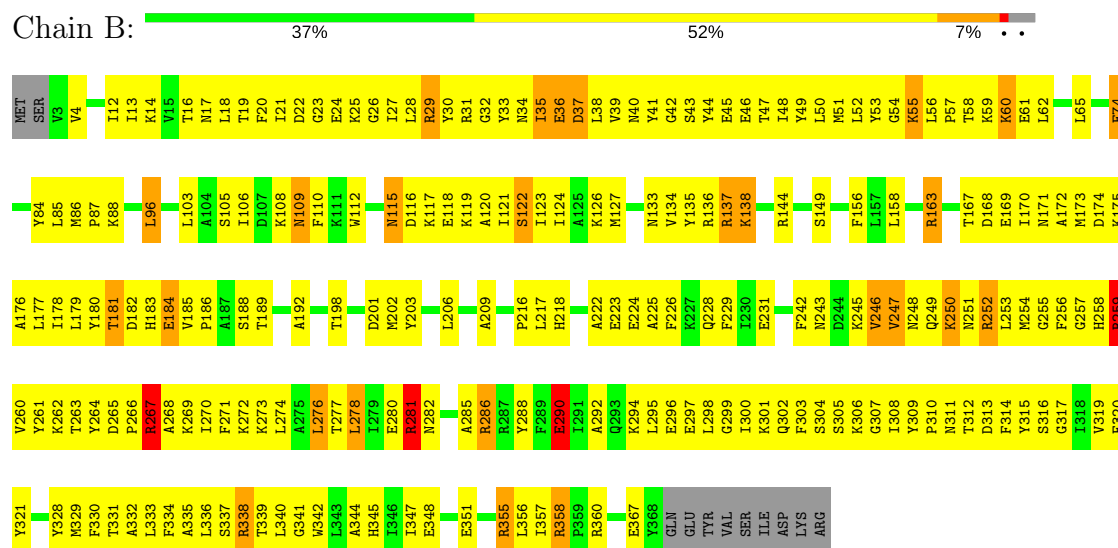 Chain B:
37% 52% 7% • •
MET SER V3 V4 I12 I13 K14 V15 T16 N17 L18 T19 F20 I21 D22 G23 E24 K25 G26 I27 L28 R29 Y30 R31 G32 Y33 N34 I35 E36 D37 L38 V39 N40 Y41 G42 S43 Y44 E45 E46 T47 I48 Y49 L50 M51 L52 Y53 G54 K55 L56 P57 T58 K59 K60 E61 L62 L65
Y84 L85 M86 P87 K88 L96 L103 A104 S105 I106 D107 K108 N109 F110 K111 W112 N115 D116 K117 E118 K119 A120 I121 S122 I123 I124 A125 K126 M127 N133 V134 Y135 R136 R137 K138 R144 S149 F156 L157 L158 R163 T167 D168 E169 I170 N171 A172 M173 D174 K175
A176 L177 I178 L179 Y180 T181 D182 H183 E184 V185 P186 A187 S188 T189 A192 T198 D201 M202 Y203 L206 A209 P216 L217 H218 A222 E223 E224 A225 F226 K227 Q228 F229 I230 E231 F242 N243 D244 K245 V246 V247 N248 Q249 K250 N251 R252 L253 M254 G255 F256 G257 H258 R259
V260 Y261 K262 T263 Y264 D265 P266 R267 A268 K269 I270 F271 K272 K273 L274 A275 L276 T277 L278 I279 E280 R281 N282 A285 R286 R287 Y288 F289 E290 I291 A292 Q293 K294 L295 E296 E297 L298 G299 I300 K301 Q302 F303 S304 S305 K306 G307 I308 Y309 P310 N311 T312 D313 F314 Y315 S316 G317 I318 V319 F320
Y321 Y328 M329 F330 T331 A332 L333 F334 A335 L336 S337 R338 T339 L340 G341 W342 L343 A344 H345 I346 I347 E348 E351 R355 L356 I357 R358 P359 R360 E367 Y368 GLN GLU TYR VAL SER ILE ASP LYS ARG